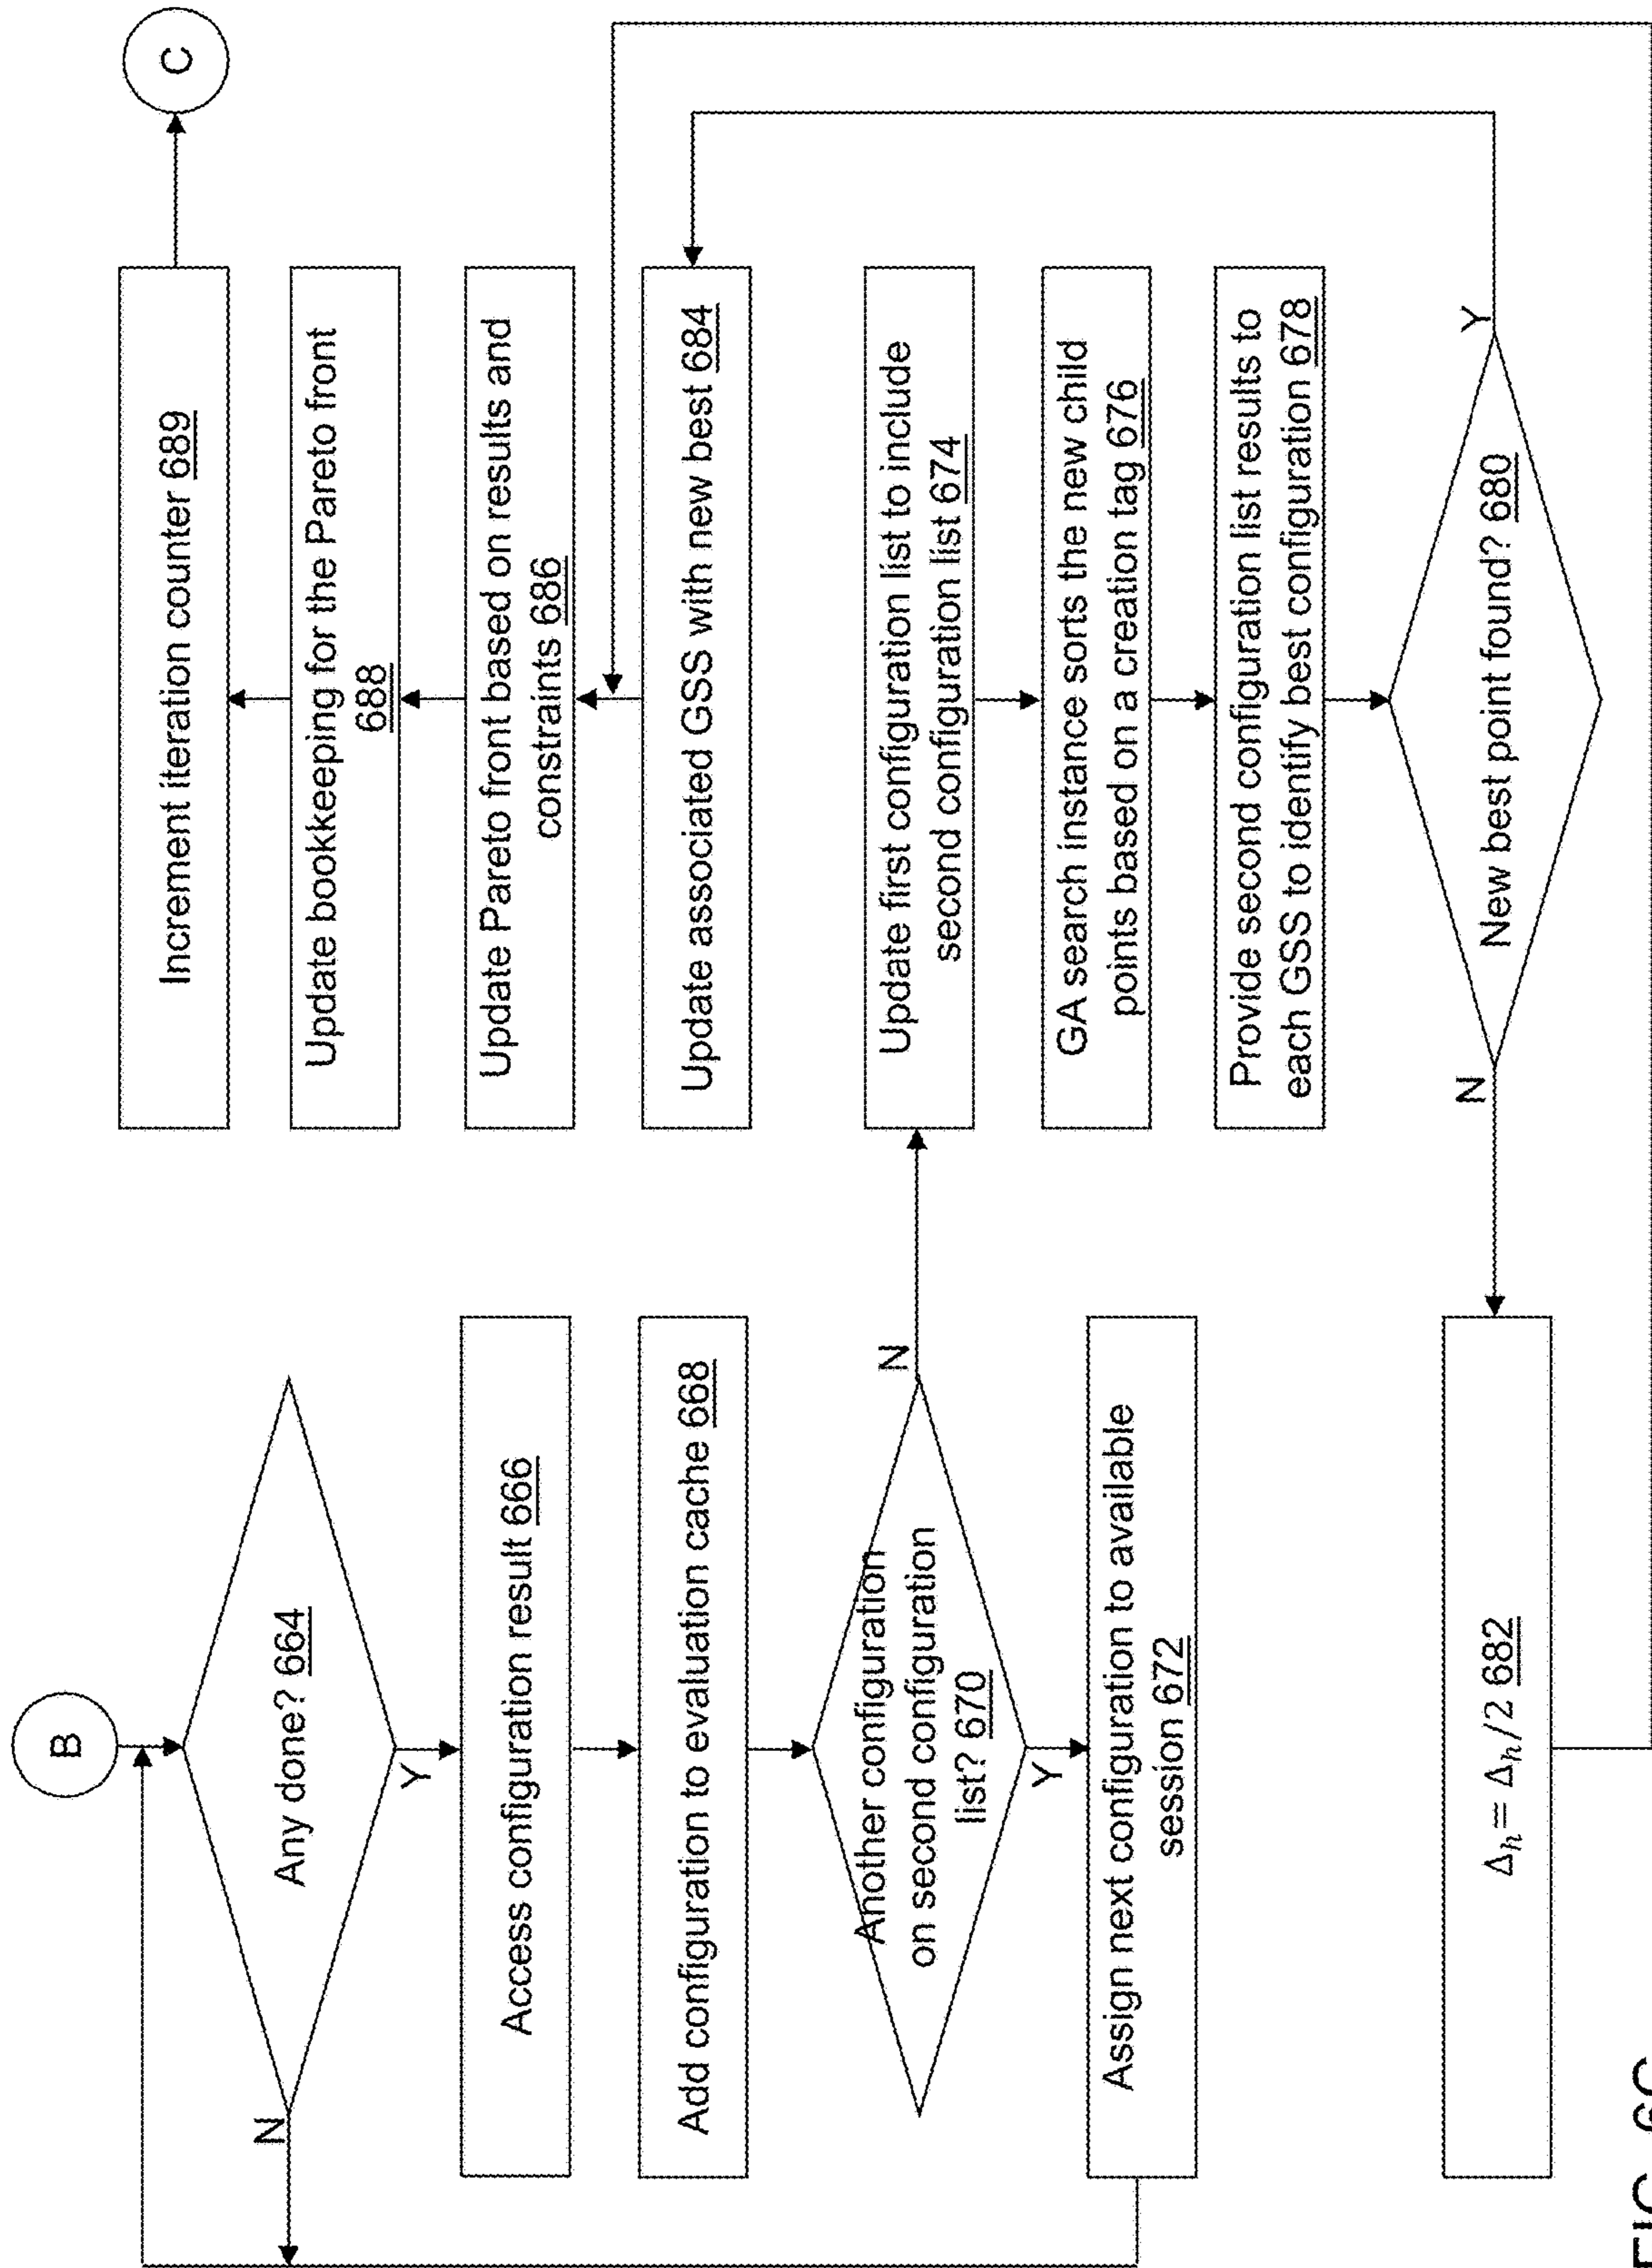 B
Any done? 664
N
Y
Access configuration result 666
Add configuration to evaluation cache 668
Another configuration
on second configuration
list? 670
N
Y
Assign next configuration to available
session 672
Δh = Δh/2 682
C
Increment iteration counter 689
Update bookkeeping for the Pareto front
688
Update Pareto front based on results and
constraints 686
Update associated GSS with new best 684
Update first configuration list to include
second configuration list 674
GA search instance sorts the new child
points based on a creation tag 676
Provide second configuration list results to
each GSS to identify best configuration 678
New best point found? 680
N
Y
FIG. 6C